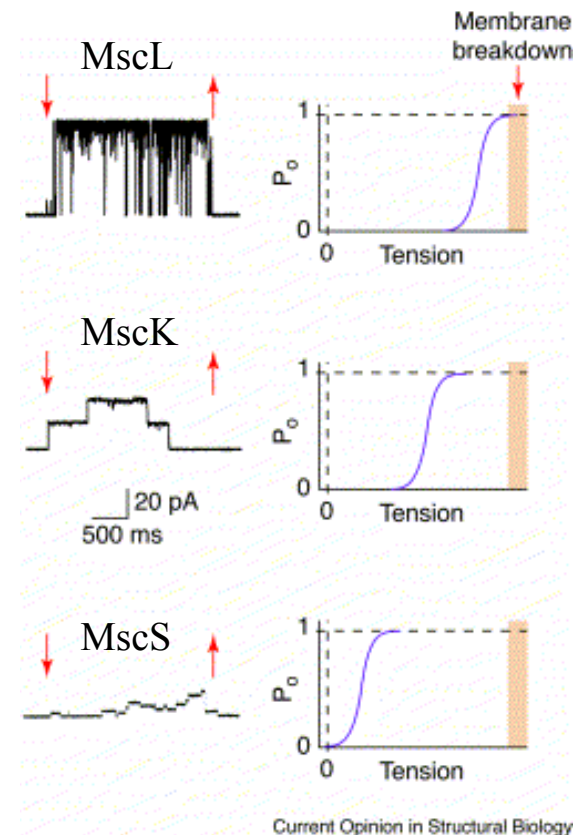 Membrane
breakdown
MscL
1
Po
0
0
Tension
MscK
1
Po
0
0
Tension
20 pA
500 ms
MscS
1
Po
0
0
Tension
Current Opinion in Structural Biology